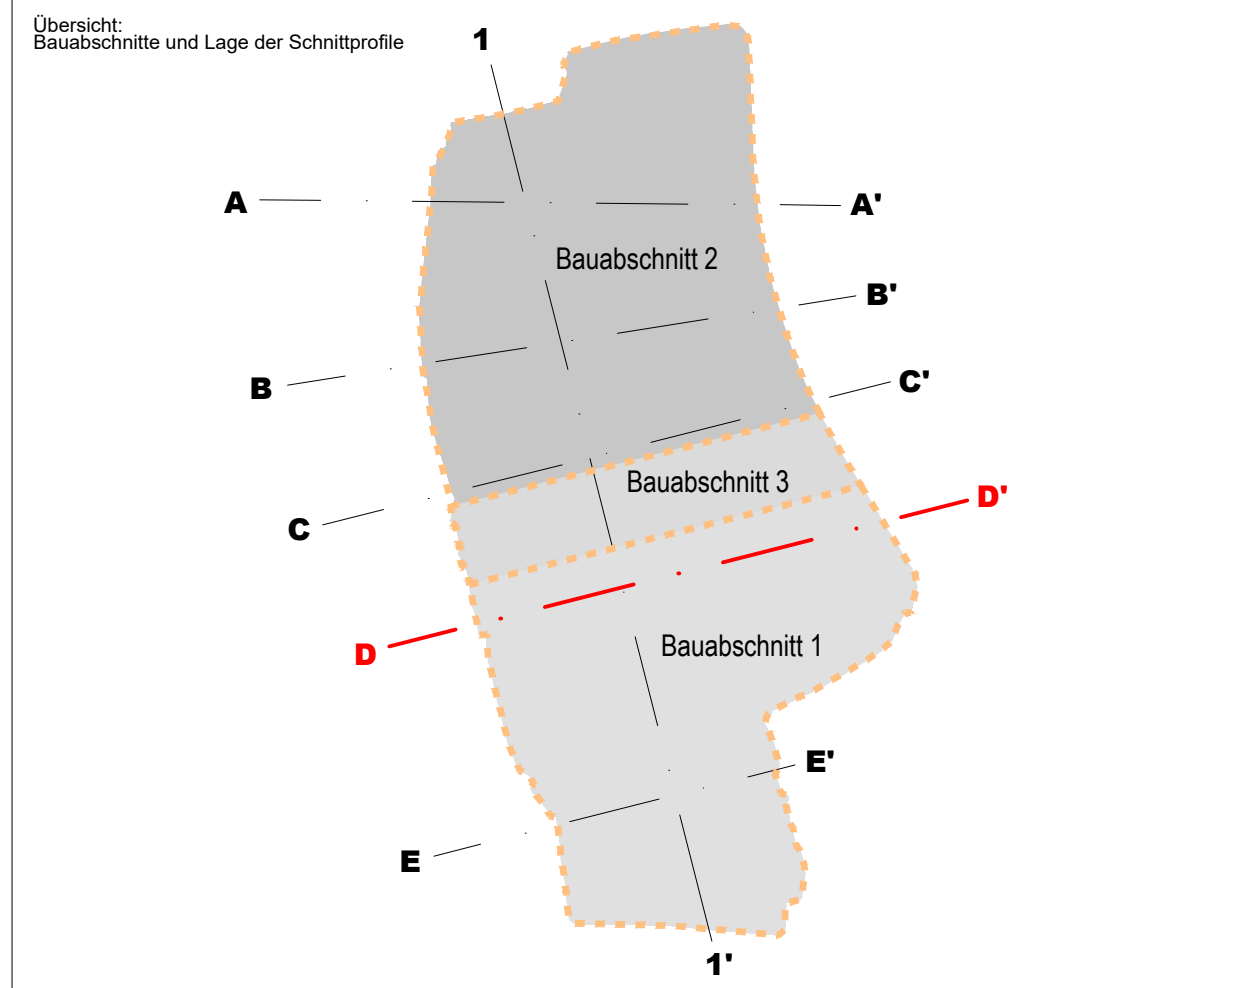 Übersicht:
Bauabschnitte und Lage der Schnittprofile
1
A
A'
Bauabschnitt 2
B'
B
C'
Bauabschnitt 3
D'
C
Bauabschnitt 1
D
E'
E
1'